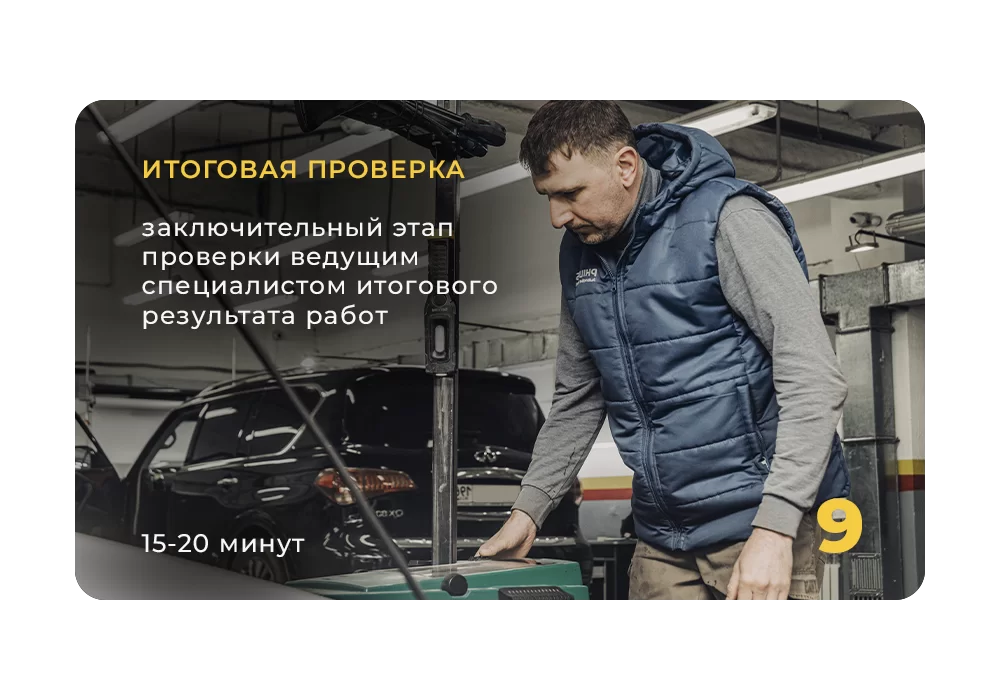 ИТОГОВАЯ ПРОВЕРКА
заключительный этап
проверки ведущим
специалистом итогового
результата работ
15-20 минут
9